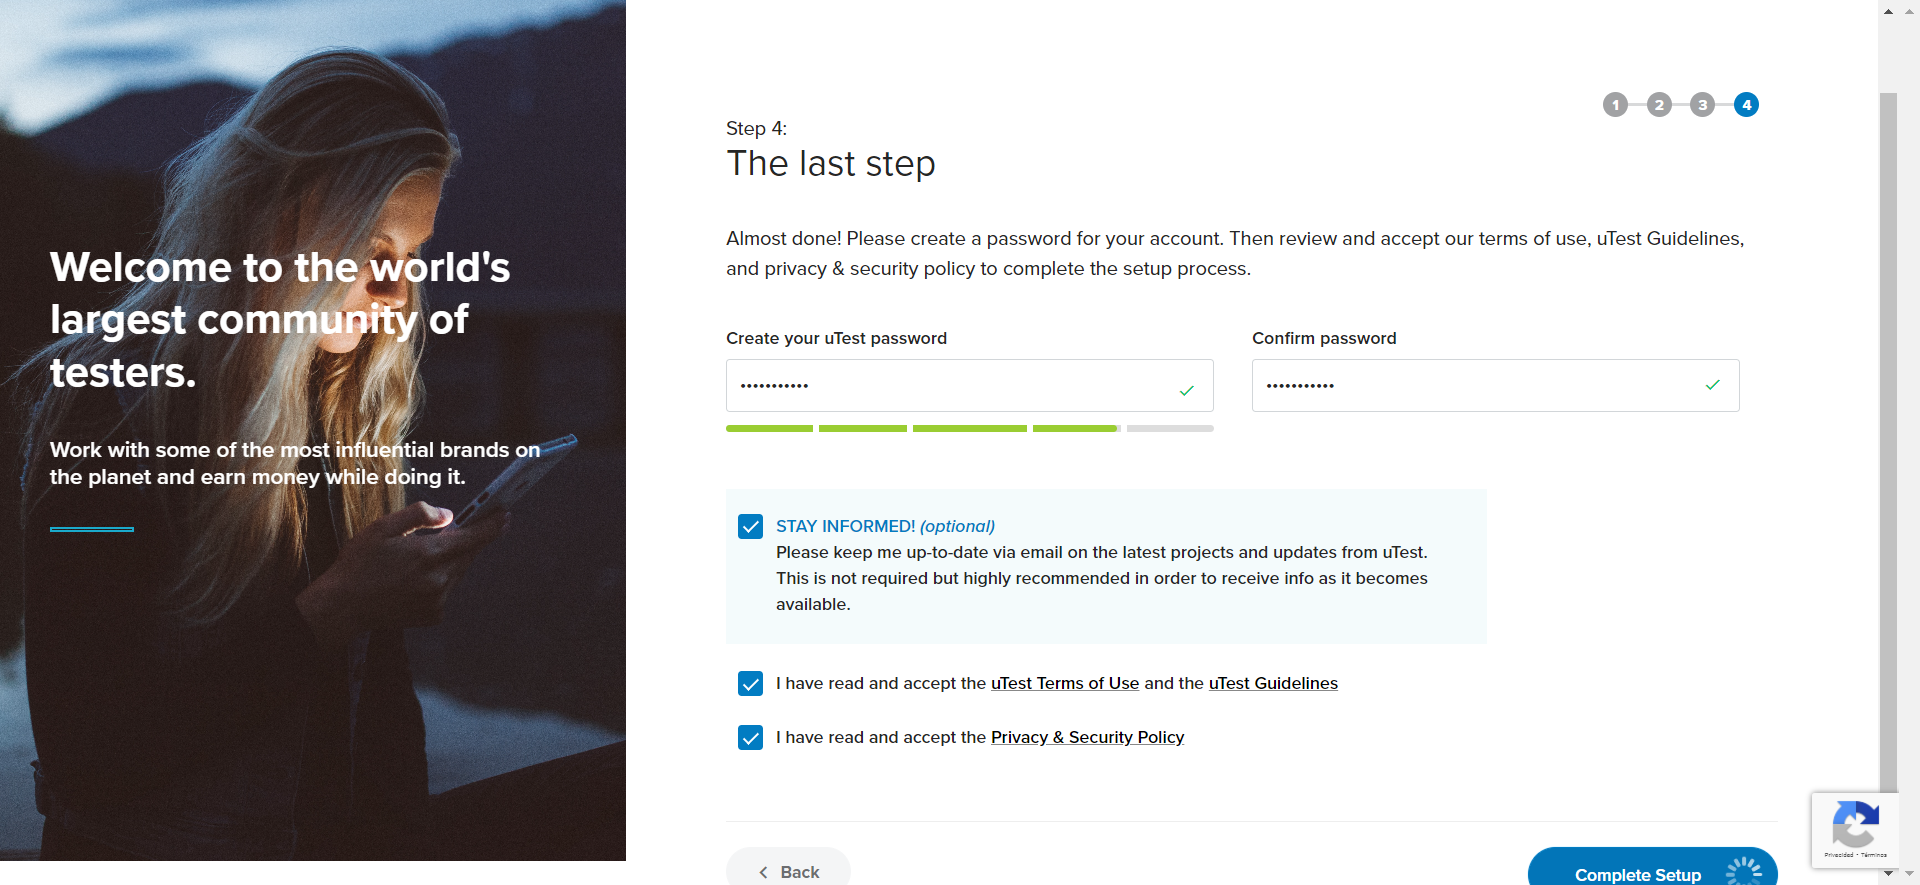 Welcome to the world's
largest community of
testers.
Work with some of the most influential brands on
the planet and earn money while doing it.
1 2 3 4
Step 4:
The last step
Almost done! Please create a password for your account. Then review and accept our terms of use, uTest Guidelines,
and privacy & security policy to complete the setup process.
Create your uTest password
Confirm password
•••••••••••
•••••••••••
STAY INFORMED! (optional)
Please keep me up-to-date via email on the latest projects and updates from uTest.
This is not required but highly recommended in order to receive info as it becomes
available.
I have read and accept the uTest Terms of Use and the uTest Guidelines
I have read and accept the Privacy & Security Policy
Back
Complete Setup
Privacidad - Términos